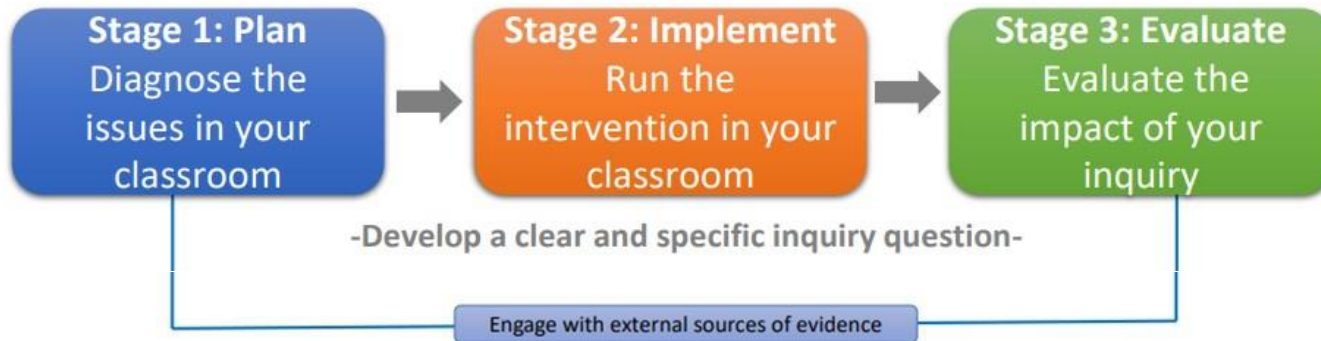 Stage 1: Plan
Diagnose the
issues in your
classroom
Stage 2: Implement
Run the
intervention in your
classroom
Stage 3: Evaluate
Evaluate the
impact of your
inquiry
-Develop a clear and specific inquiry question-
Engage with external sources of evidence